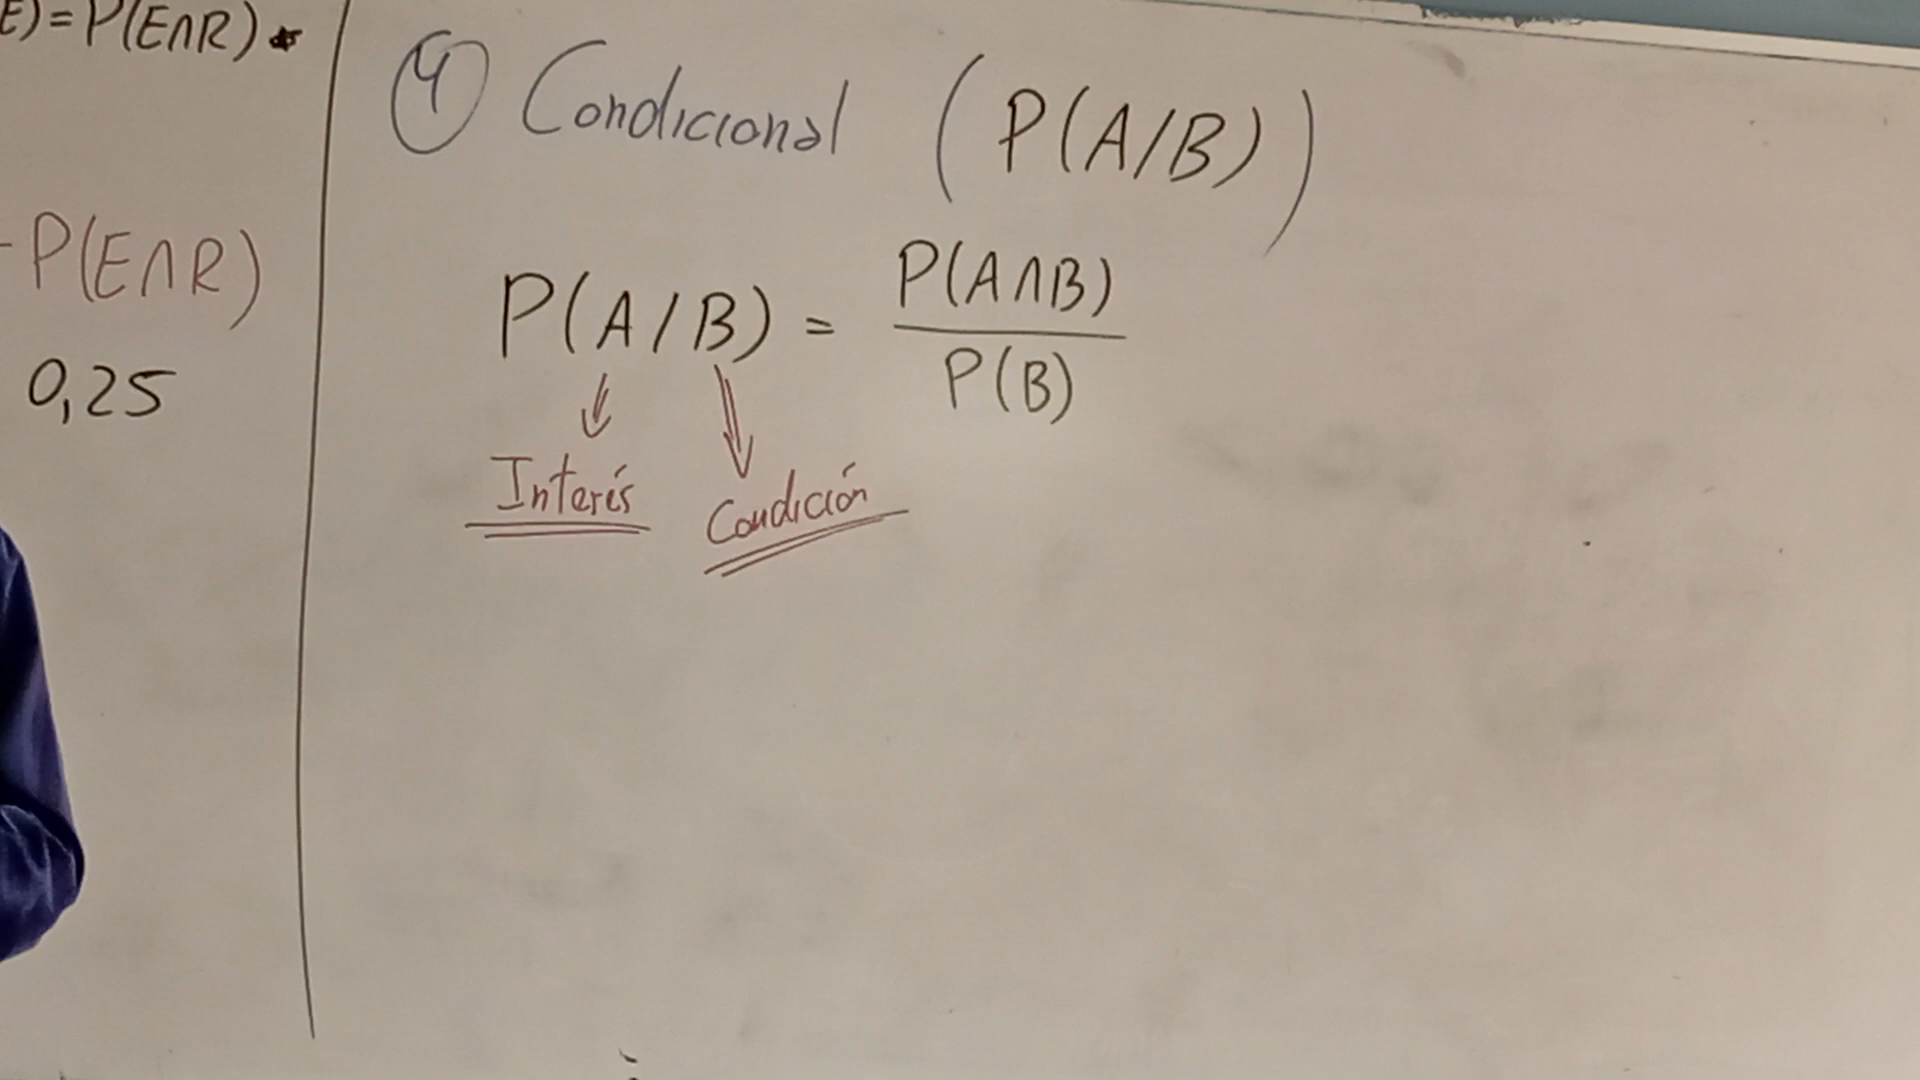 E) = P(E∩R)
- P(E∩R)
0,25
4 Condicional (P(A/B))
P(A/B) = P(A∩B)
P(B)
Interés Condición